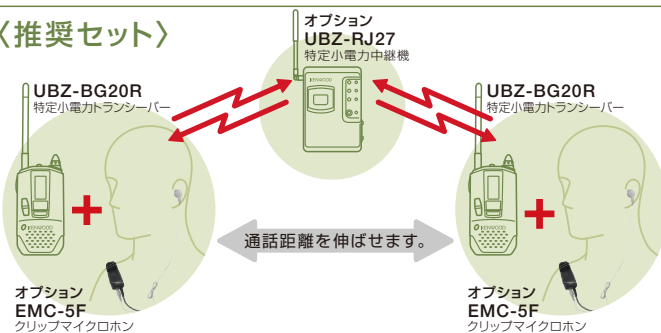 〈推奨セット〉
オプション
UBZ-RJ27
特定小電力中継機
KENWOOD
UBZ-BG20R
特定小電力トランシーバー
KENWOOD
オプション
EMC-5F
クリップマイクロホン
通話距離を伸ばせます。
UBZ-BG20R
特定小電力トランシーバー
KENWOOD
オプション
EMC-5F
クリップマイクロホン